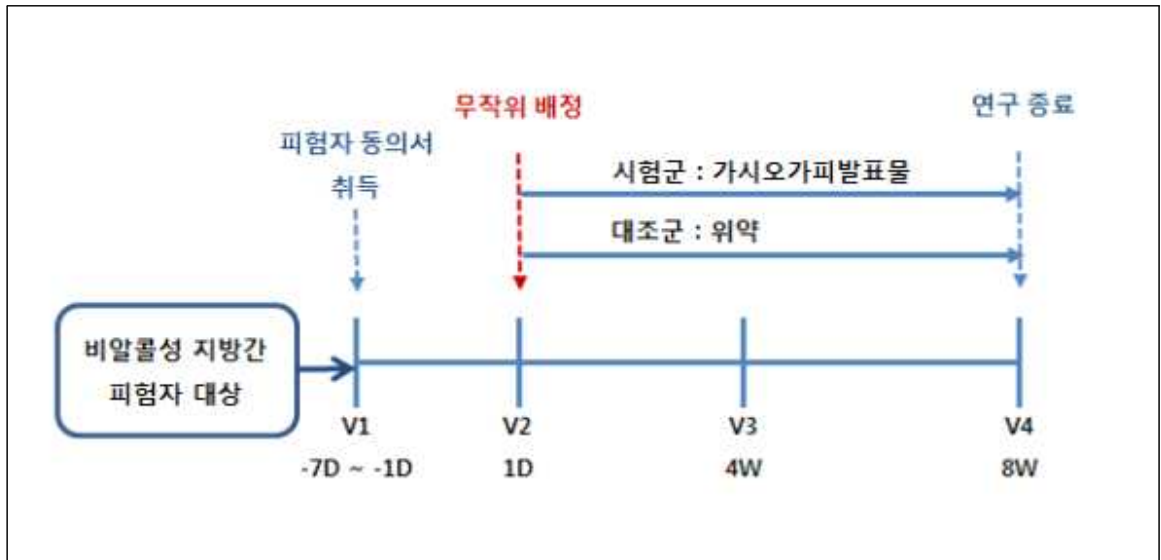 무작위 배정
연구 종료
피험자 동의서
취득
시험군 : 가시오가피발표물
대조군 : 위약
비알콜성 지방간
피험자 대상
V1
V2
V3
V4
-7D ~ -1D
1D
4W
8W